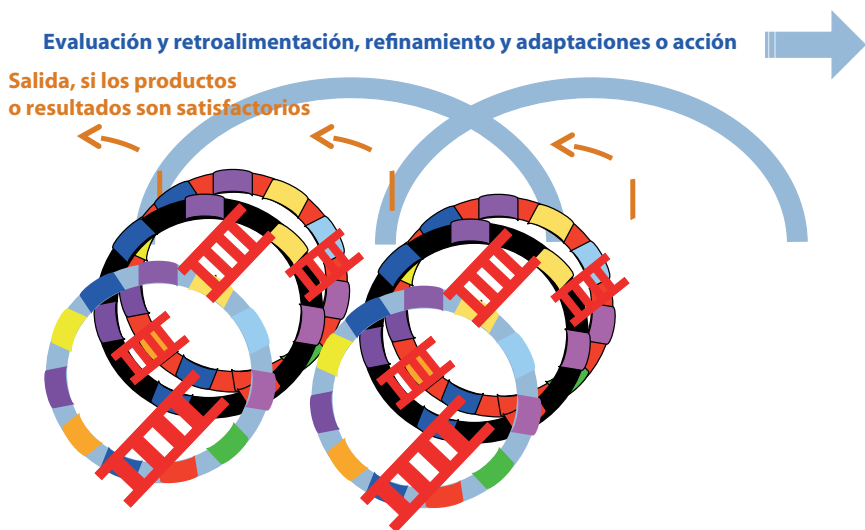 Evaluación y retroalimentación, refinamiento y adaptaciones o acción
Salida, si los productos
o resultados son satisfactorios